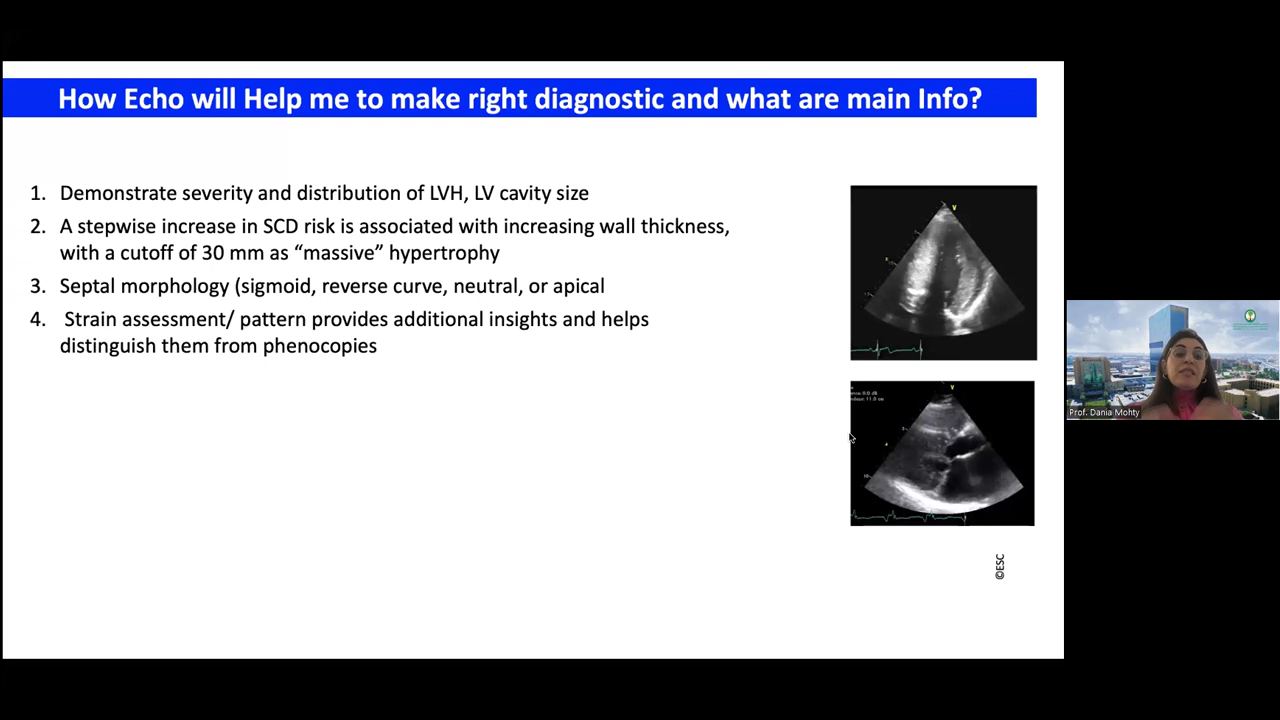 How Echo will Help me to make right diagnostic and what are main Info?
1. Demonstrate severity and distribution of LVH, LV cavity size
2. A stepwise increase in SCD risk is associated with increasing wall thickness,
with a cutoff of 30 mm as “massive” hypertrophy
3. Septal morphology (sigmoid, reverse curve, neutral, or apical
4. Strain assessment/ pattern provides additional insights and helps
distinguish them from phenocopies
V
V
©ESC
Prof. Dania Mohty